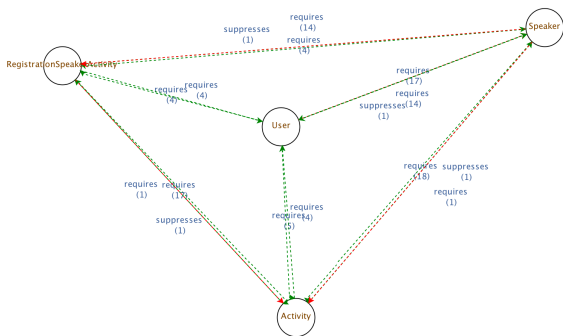 Speaker
requires
(14)
suppresses
(1)
requires
(4)
RegistrationSpeakerActivity
requires
(17)
requires
(4)
requires
(4)
requires
(14)
suppresses
(1)
User
requires
(18)
suppresses
(1)
requires
(1)
requires
(17)
requires
(1)
requires
(4)
requires
(5)
suppresses
(1)
Activity